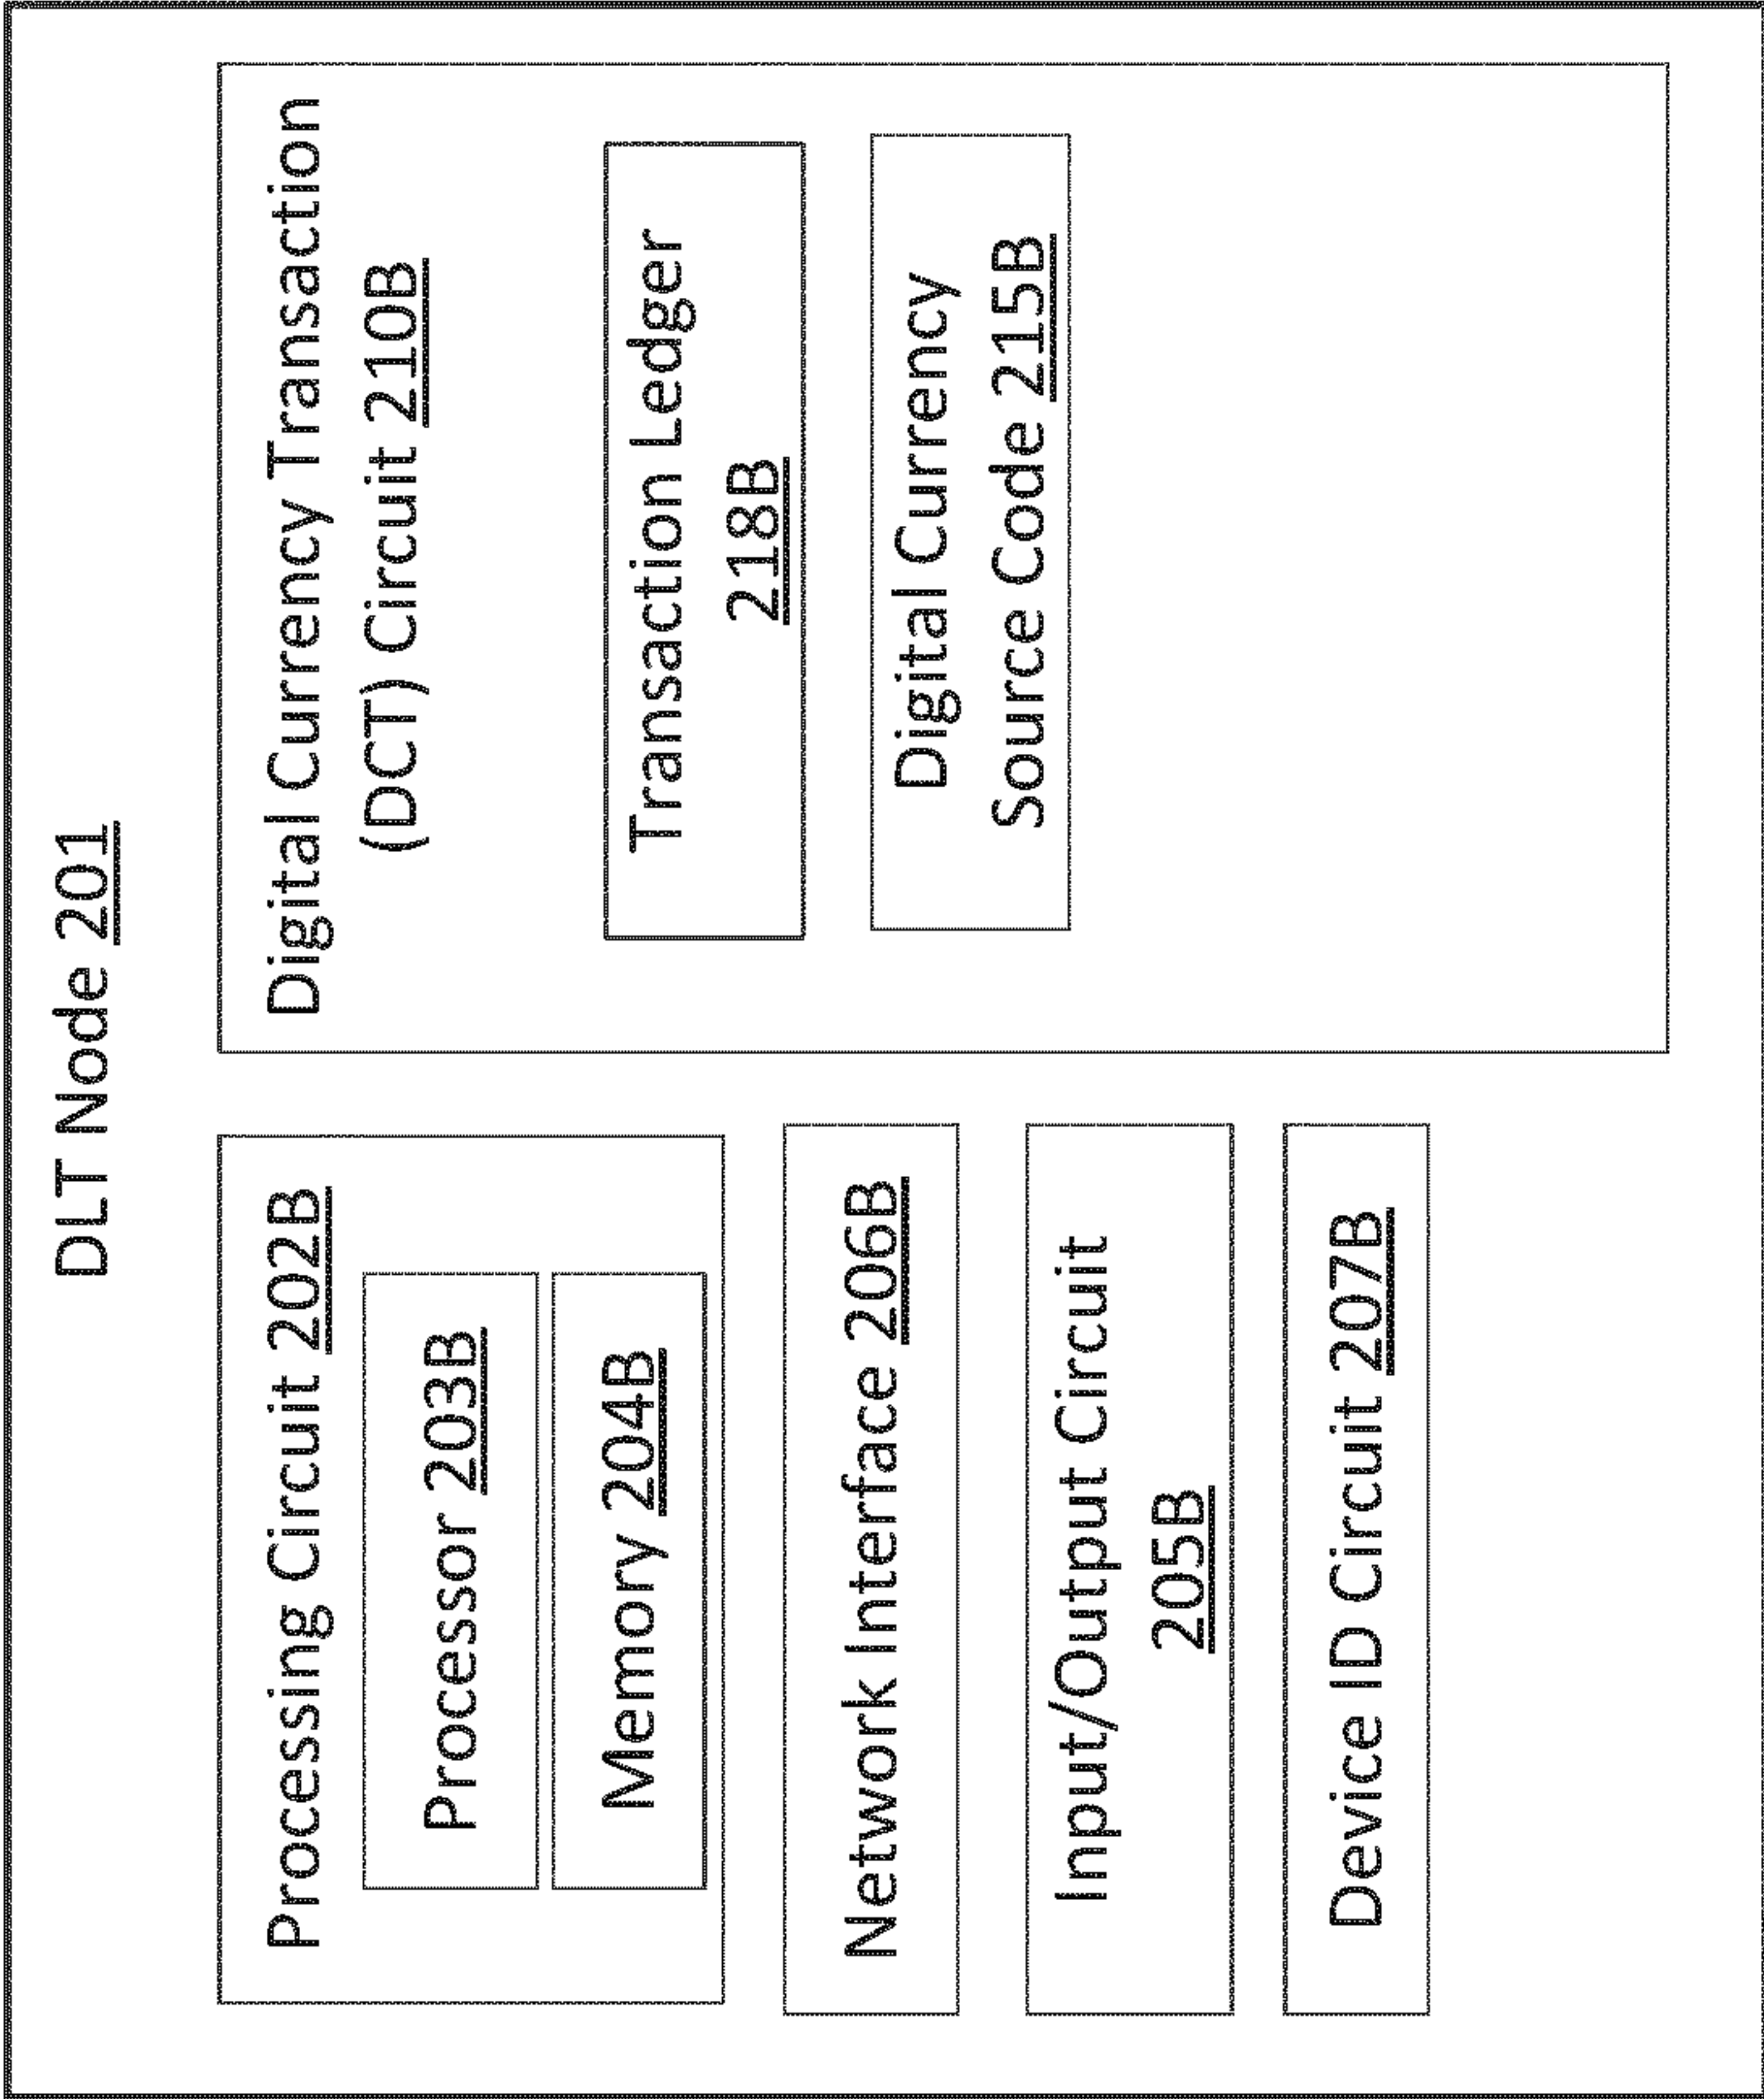 DLT Node 201
Processing Circuit 202B
Processor 203B
Memory 204B
Network Interface 206B
Input/Output Circuit
205B
Device ID Circuit 207B
Digital Currency Transaction
(DCT) Circuit 210B
Transaction Ledger
218B
Digital Currency
Source Code 215B